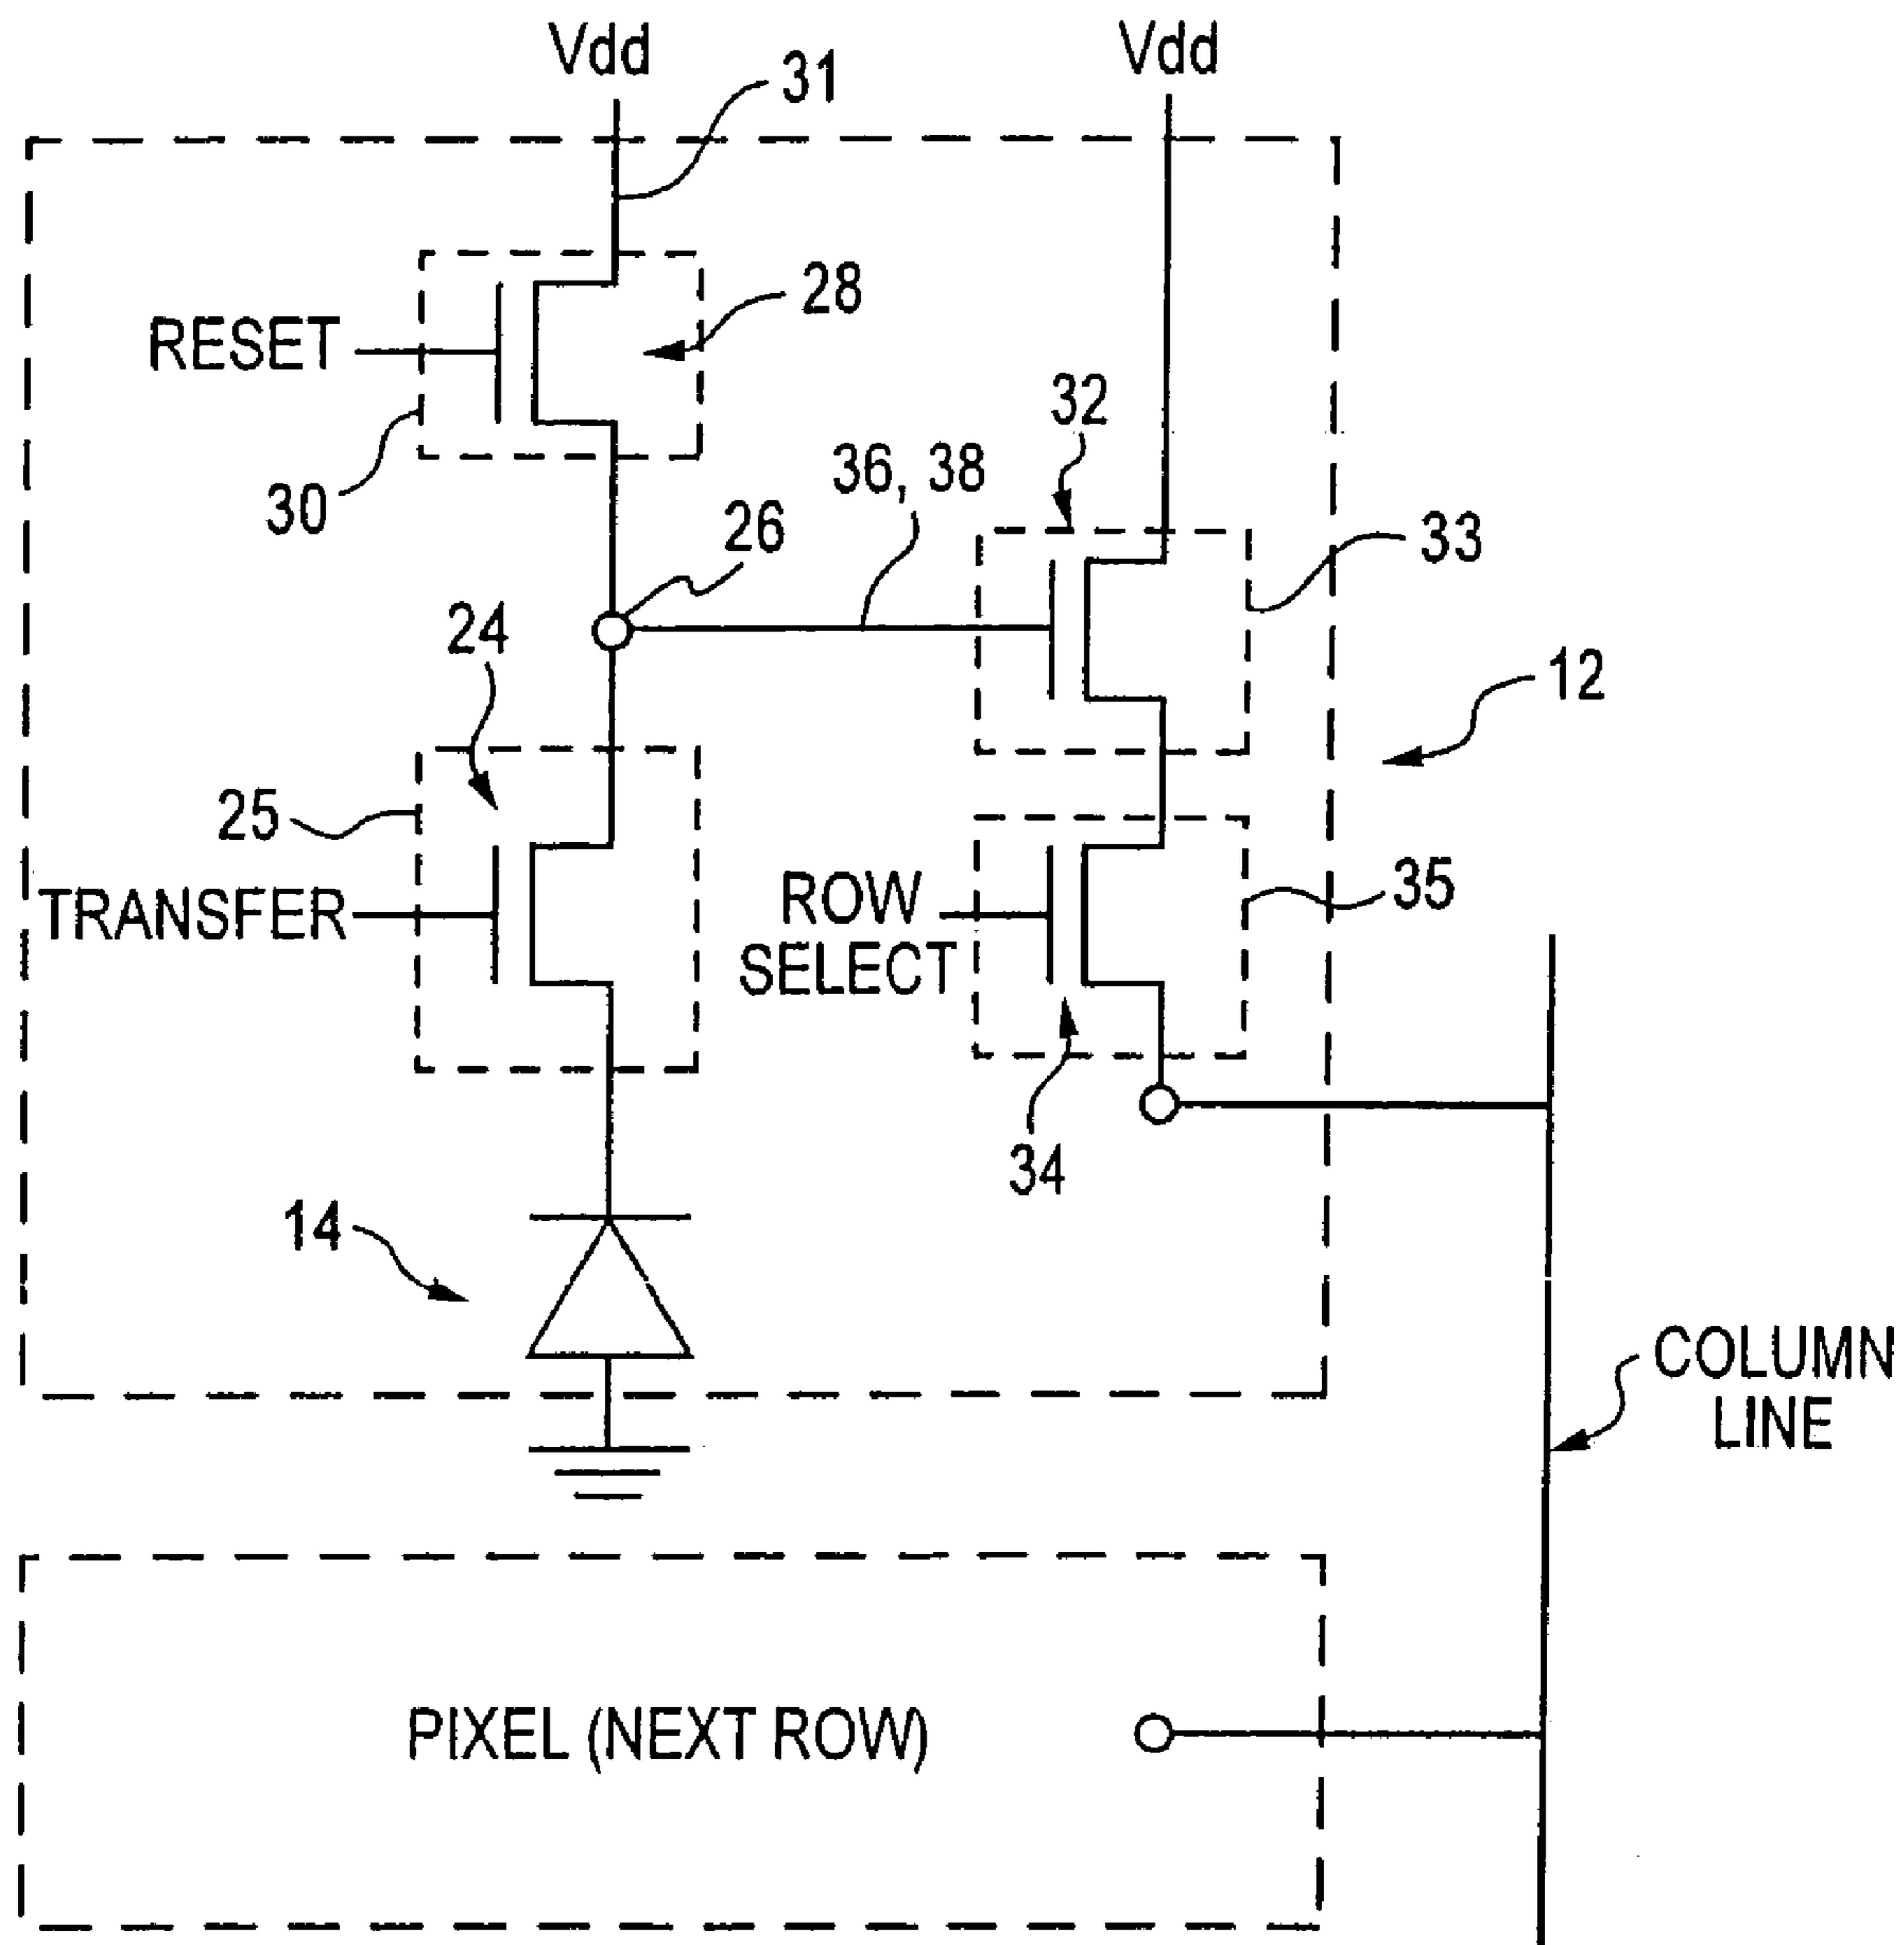 Vdd
Vdd
31
RESET
28
30
32
36, 38
26
33
24
12
25
TRANSFER
ROW
SELECT
35
34
14
COLUMN
LINE
PIXEL (NEXT ROW)